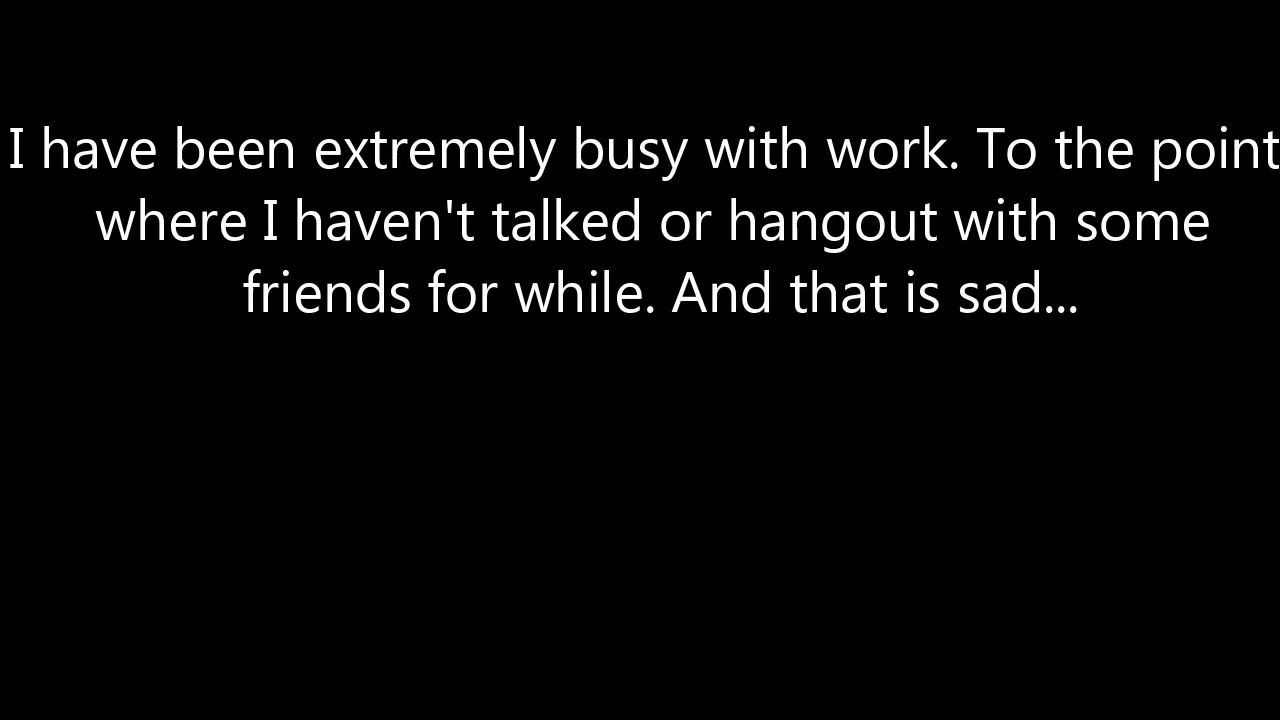 I have been extremely busy with work. To the point
where I haven't talked or hangout with some
friends for while. And that is sad...